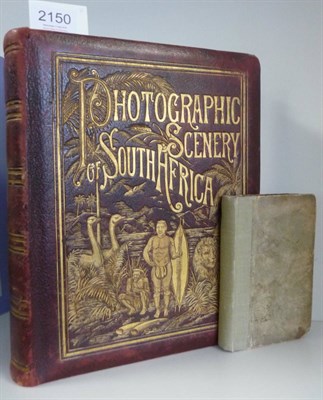 2150
PHOTOGRAPHIC
SCENERY
OF SOUTH AFRICA